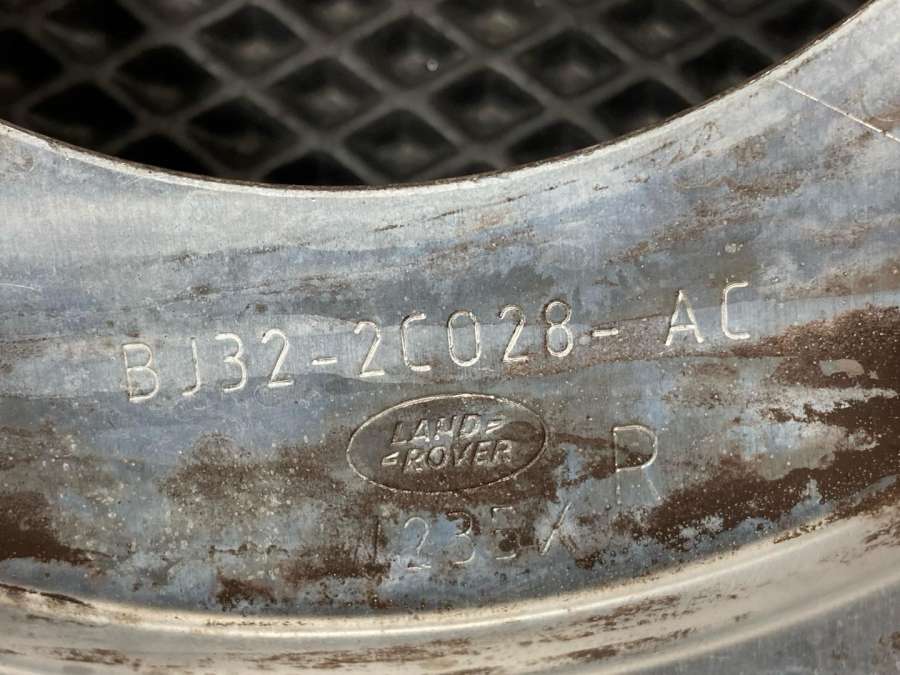 BJ32-2C028-AC
LAND-
-ROVER
R